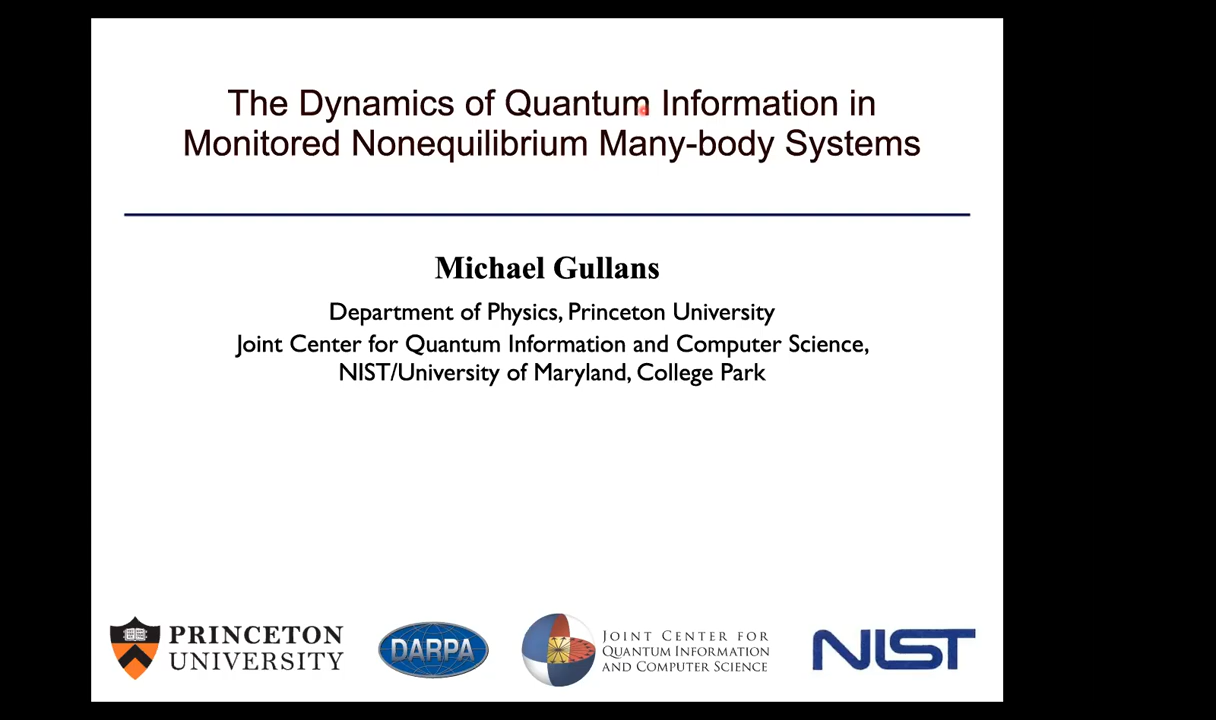 The Dynamics of Quantum Information in
Monitored Nonequilibrium Many-body Systems
Michael Gullans
Department of Physics, Princeton University
Joint Center for Quantum Information and Computer Science,
NIST/University of Maryland, College Park
PRINCETON
UNIVERSITY
DARPA
JOINT CENTER FOR
QUANTUM INFORMATION
AND COMPUTER SCIENCE
NIST